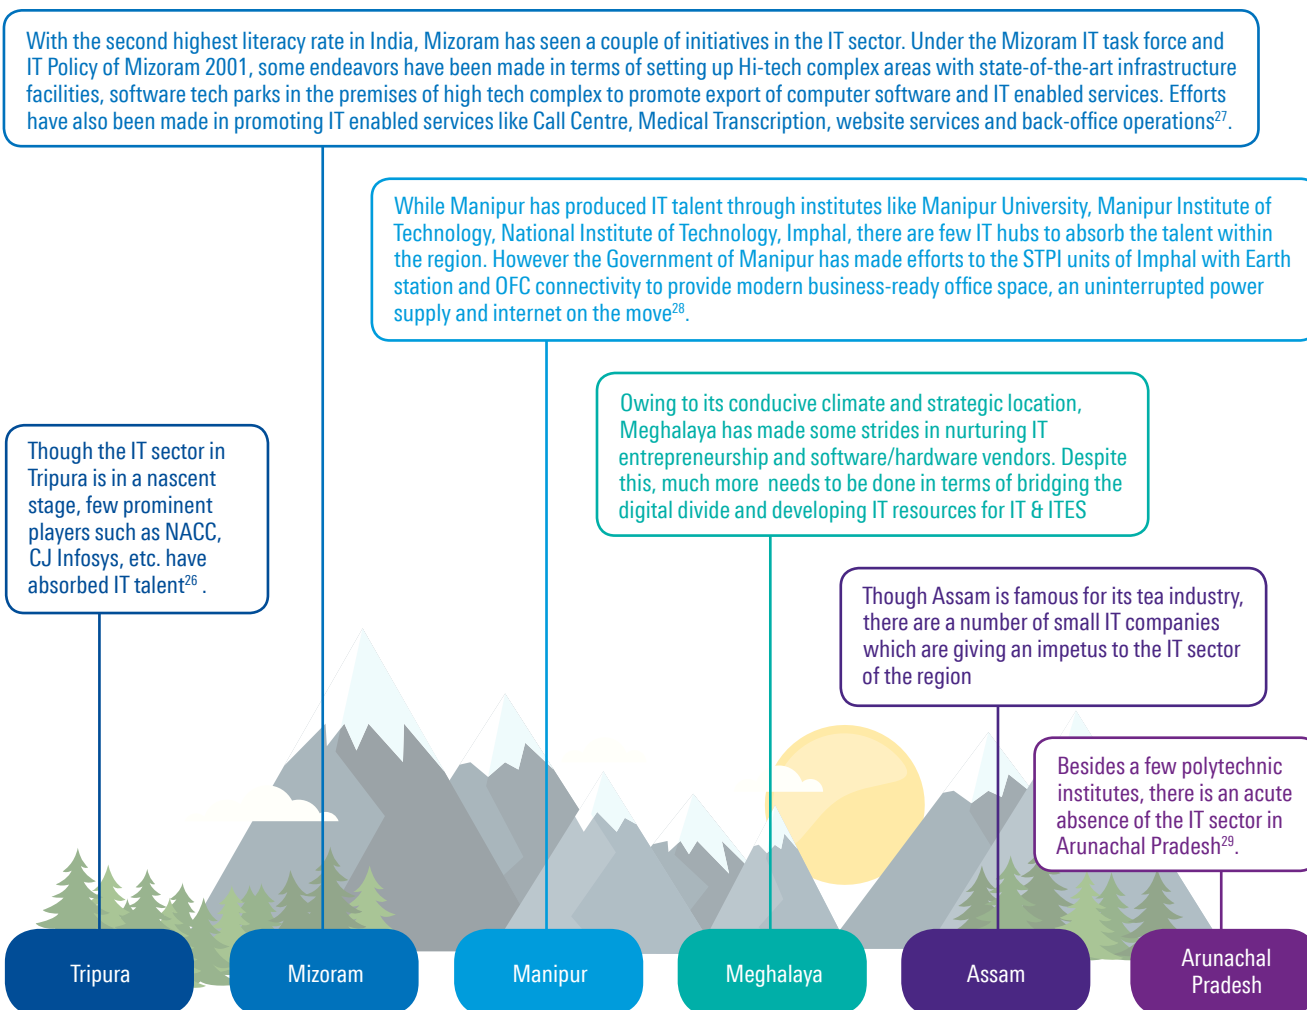 With the second highest literacy rate in India, Mizoram has seen a couple of initiatives in the IT sector. Under the Mizoram IT task force and
IT Policy of Mizoram 2001, some endeavors have been made in terms of setting up Hi-tech complex areas with state-of-the-art infrastructure
facilities, software tech parks in the premises of high tech complex to promote export of computer software and IT enabled services. Efforts
have also been made in promoting IT enabled services like Call Centre, Medical Transcription, website services and back-office operations27.
While Manipur has produced IT talent through institutes like Manipur University, Manipur Institute of
Technology, National Institute of Technology, Imphal, there are few IT hubs to absorb the talent within
the region. However the Government of Manipur has made efforts to the STPI units of Imphal with Earth
station and OFC connectivity to provide modern business-ready office space, an uninterrupted power
supply and internet on the move28.
Owing to its conducive climate and strategic location,
Meghalaya has made some strides in nurturing IT
entrepreneurship and software/hardware vendors. Despite
this, much more needs to be done in terms of bridging the
digital divide and developing IT resources for IT & ITES
Though the IT sector in
Tripura is in a nascent
stage, few prominent
players such as NACC,
CJ Infosys, etc. have
absorbed IT talent26 .
Though Assam is famous for its tea industry,
there are a number of small IT companies
which are giving an impetus to the IT sector
of the region
Besides a few polytechnic
institutes, there is an acute
absence of the IT sector in
Arunachal Pradesh29.
Tripura
Mizoram
Manipur
Meghalaya
Assam
Arunachal
Pradesh